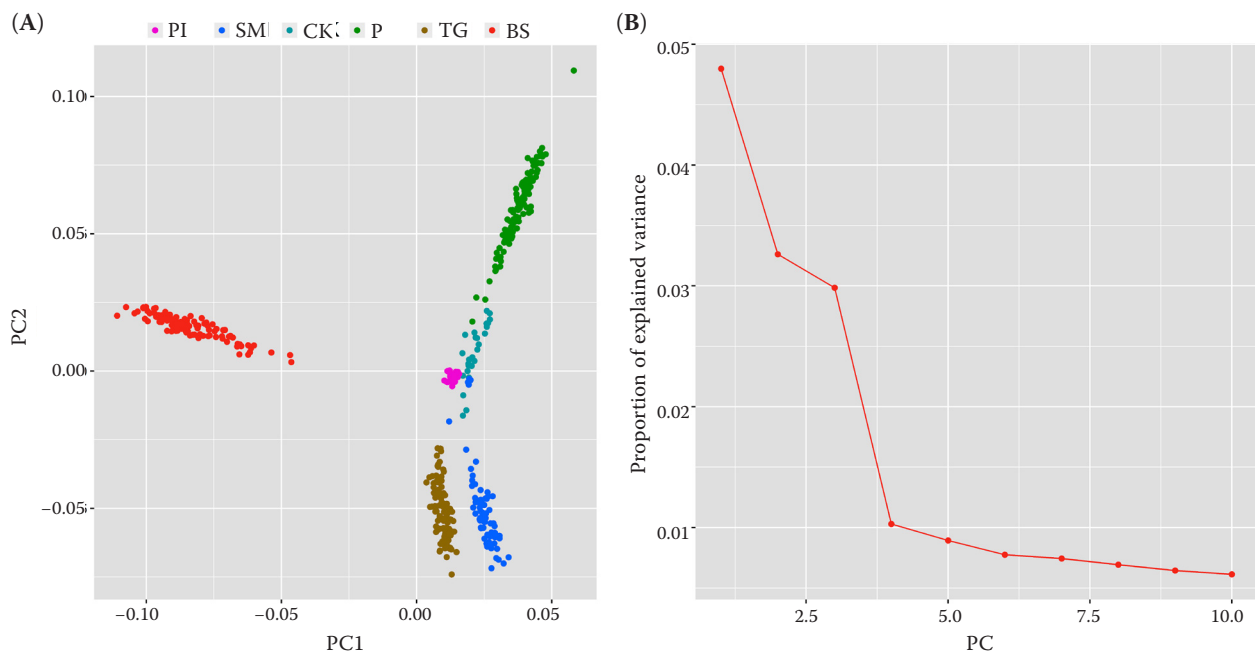 (A)
PI SM CK P TG BS
0.10
0.05
0.00
−0.05
PC2
−0.10 −0.05 0.00 0.05
PC1
(B)
0.05
0.04
0.03
0.02
0.01
Proportion of explained variance
2.5 5.0 7.5 10.0
PC